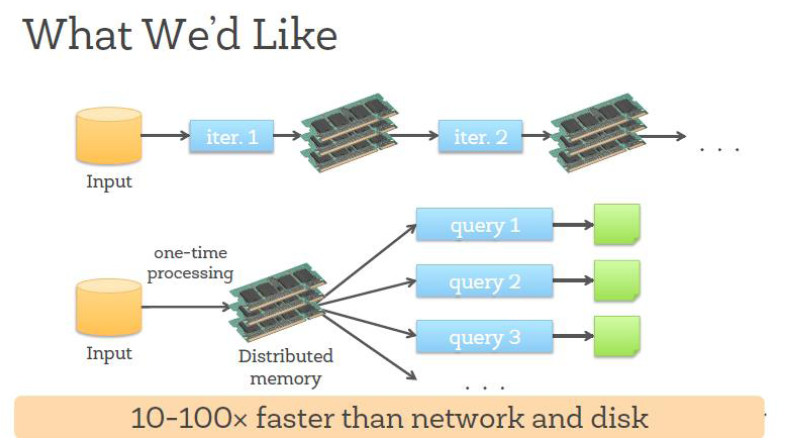 What We'd Like
iter. 1
iter. 2
. . .
Input
query 1
one-time
processing
query 2
Input
query 3
Distributed
memory
. . .
10-100× faster than network and disk